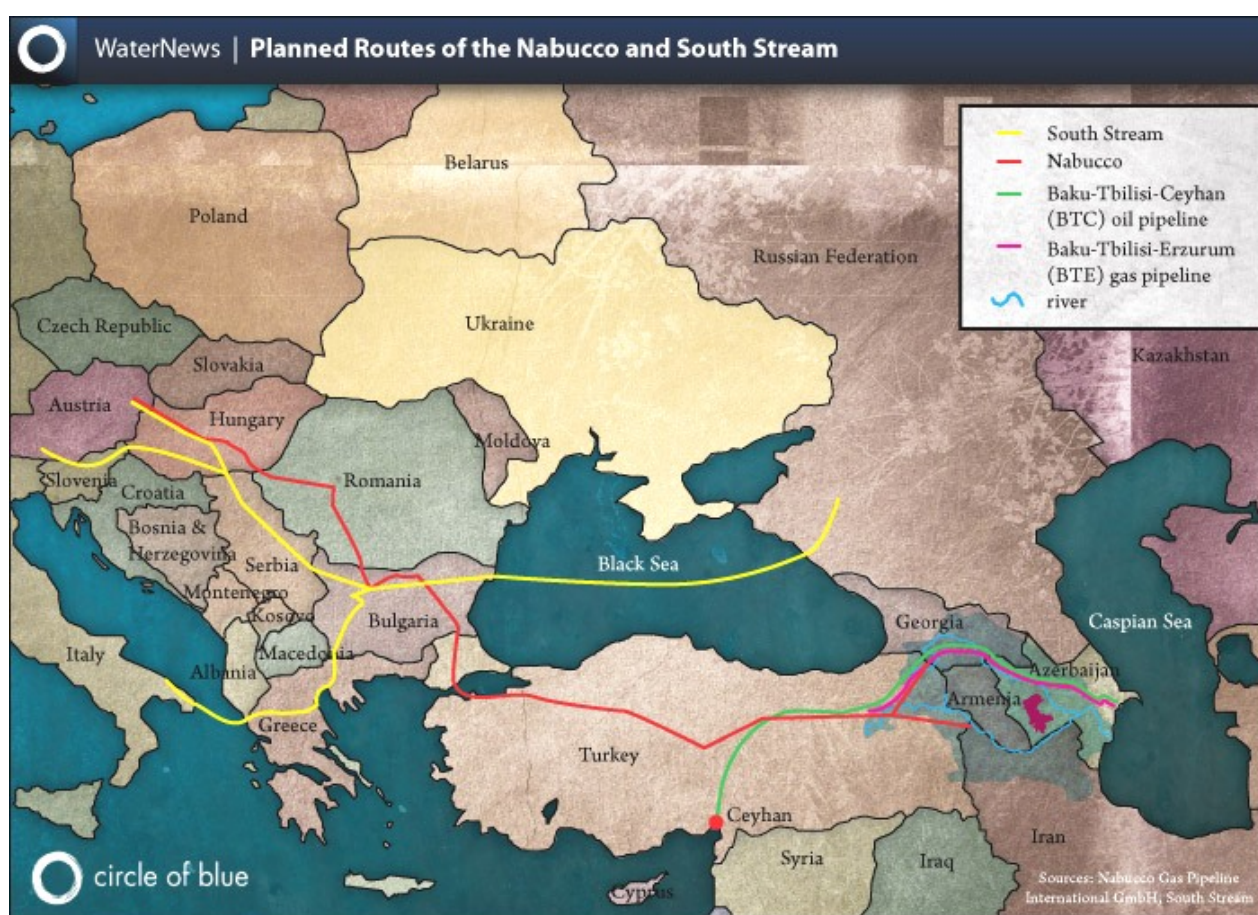 WaterNews | Planned Routes of the Nabucco and South Stream
South Stream
Nabucco
Baku-Tbilisi-Ceyhan
(BTC) oil pipeline
Baku-Tbilisi-Erzurum
(BTE) gas pipeline
river
Belarus
Poland
Russian Federation
Ukraine
Czech Republic
Kazakhstan
Slovakia
Austria
Hungary
Moldova
Slovenia
Romania
Croatia
Bosnia &
Herzegovina
Serbia
Black Sea
Montenegro
Kosovo
Bulgaria
Georgia
Caspian Sea
Italy
Macedonia
Albania
Azerbaijan
Armenia
Greece
Turkey
Ceyhan
Iran
Syria
Iraq
Cyprus
circle of blue
Sources: Nabucco Gas Pipeline
International GmbH; South Stream